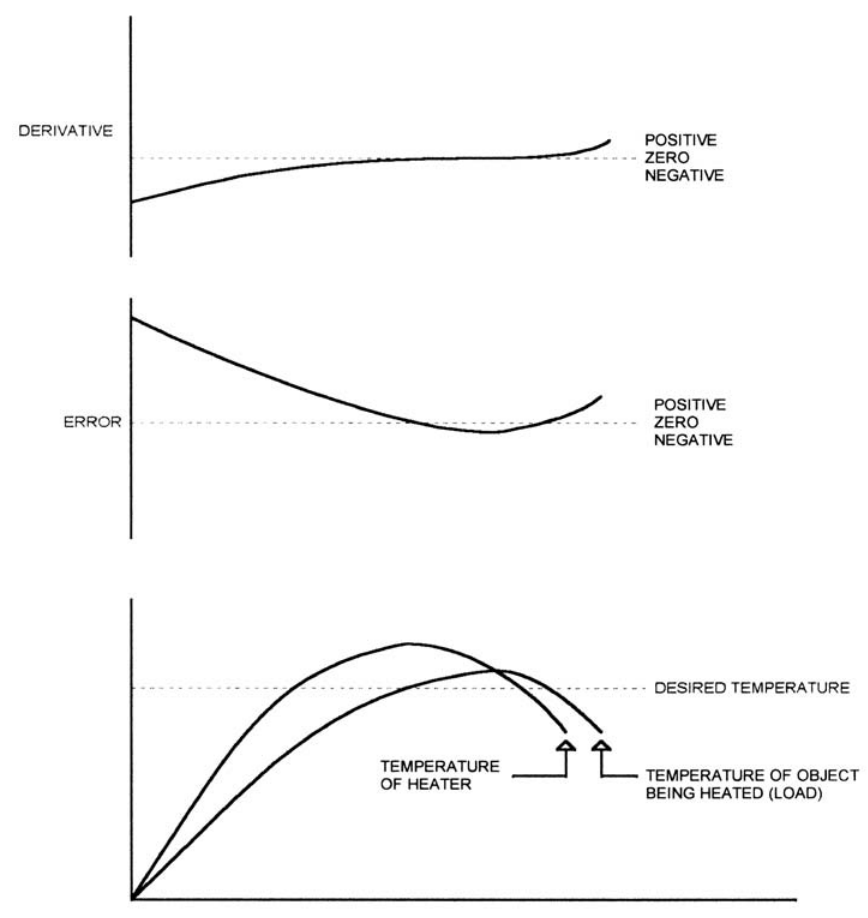 DERIVATIVE
POSITIVE
ZERO
NEGATIVE
ERROR
POSITIVE
ZERO
NEGATIVE
DESIRED TEMPERATURE
TEMPERATURE
OF HEATER
TEMPERATURE OF OBJECT
BEING HEATED (LOAD)